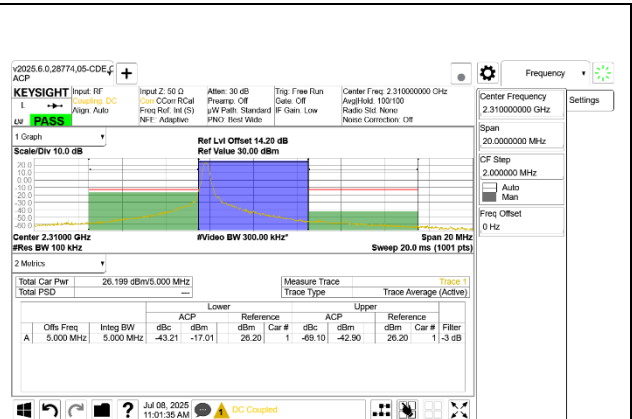 v2025.6.0,28774,05-CDE,C
ACP
Frequency
KEYSIGHT Input: RF Input Z: 50 Ω Atten: 30 dB Trig: Free Run Center Freq: 2.310000000 GHz
L Coupling: DC Corr CCorr RCal Preamp: Off Gate: Off Avg|Hold: 100/100
Align: Auto Freq Ref: Int (S) µW Path: Standard IF Gain: Low Radio Std: None
PASS NFE: Adaptive PNO: Best Wide Noise Correction: Off
Center Frequency
2.310000000 GHz
Settings
Span
20.0000000 MHz
CF Step
2.000000 MHz
Auto
Man
Freq Offset
0 Hz
1 Graph
Ref Lvl Offset 14.20 dB
Scale/Div 10.0 dB Ref Value 30.00 dBm
20.0
10.0
0.00
-10.0
-20.0
-30.0
-40.0
-50.0
-60.0
Center 2.31000 GHz #Video BW 300.00 kHz* Span 20 MHz
#Res BW 100 kHz Sweep 20.0 ms (1001 pts)
2 Metrics
Total Car Pwr 26.199 dBm/5.000 MHz Measure Trace Trace 1
Total PSD --- Trace Type Trace Average (Active)
Lower Upper
ACP Reference ACP Reference
Offs Freq Integ BW dBc dBm dBm Car # dBc dBm dBm Car # Filter
A 5.000 MHz 5.000 MHz -43.21 -17.01 26.20 1 -69.10 -42.90 26.20 1 -3 dB
Jul 08, 2025
11:01:35 AM
1
DC Coupled